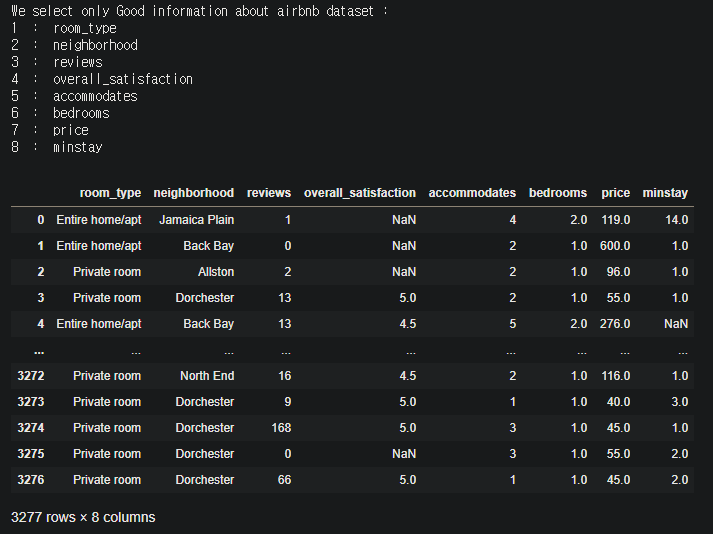 We select only Good information about airbnb dataset :
1 : room_type
2 : neighborhood
3 : reviews
4 : overall_satisfaction
5 : accommodates
6 : bedrooms
7 : price
8 : minstay
room_type neighborhood reviews overall_satisfaction accommodates bedrooms price minstay
0 Entire home/apt Jamaica Plain 1 NaN 4 2.0 119.0 14.0
1 Entire home/apt Back Bay 0 NaN 2 1.0 600.0 1.0
2 Private room Allston 2 NaN 2 1.0 96.0 1.0
3 Private room Dorchester 13 5.0 2 1.0 55.0 1.0
4 Entire home/apt Back Bay 13 4.5 5 2.0 276.0 NaN
... ... ... ... ... ... ... ... ...
3272 Private room North End 16 4.5 2 1.0 116.0 1.0
3273 Private room Dorchester 9 5.0 1 1.0 40.0 3.0
3274 Private room Dorchester 168 5.0 3 1.0 45.0 1.0
3275 Private room Dorchester 0 NaN 3 1.0 55.0 2.0
3276 Private room Dorchester 66 5.0 1 1.0 45.0 2.0
3277 rows × 8 columns